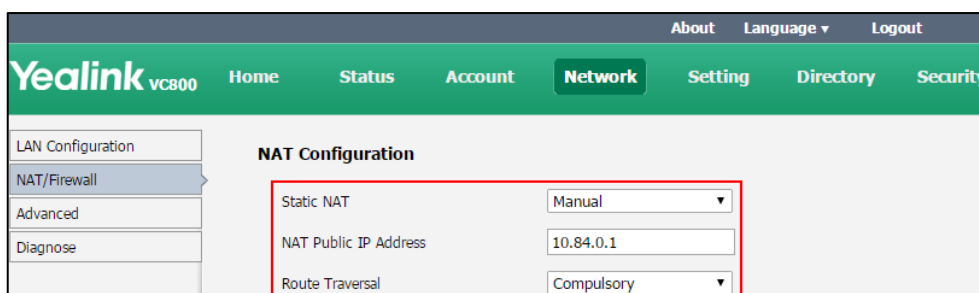 About Language ▾ Logout
Yealink VC800 Home Status Account Network Setting Directory Security
LAN Configuration
NAT Configuration
NAT/Firewall
Static NAT Manual ▼
Advanced
NAT Public IP Address 10.84.0.1
Diagnose
Route Traversal Compulsory ▼